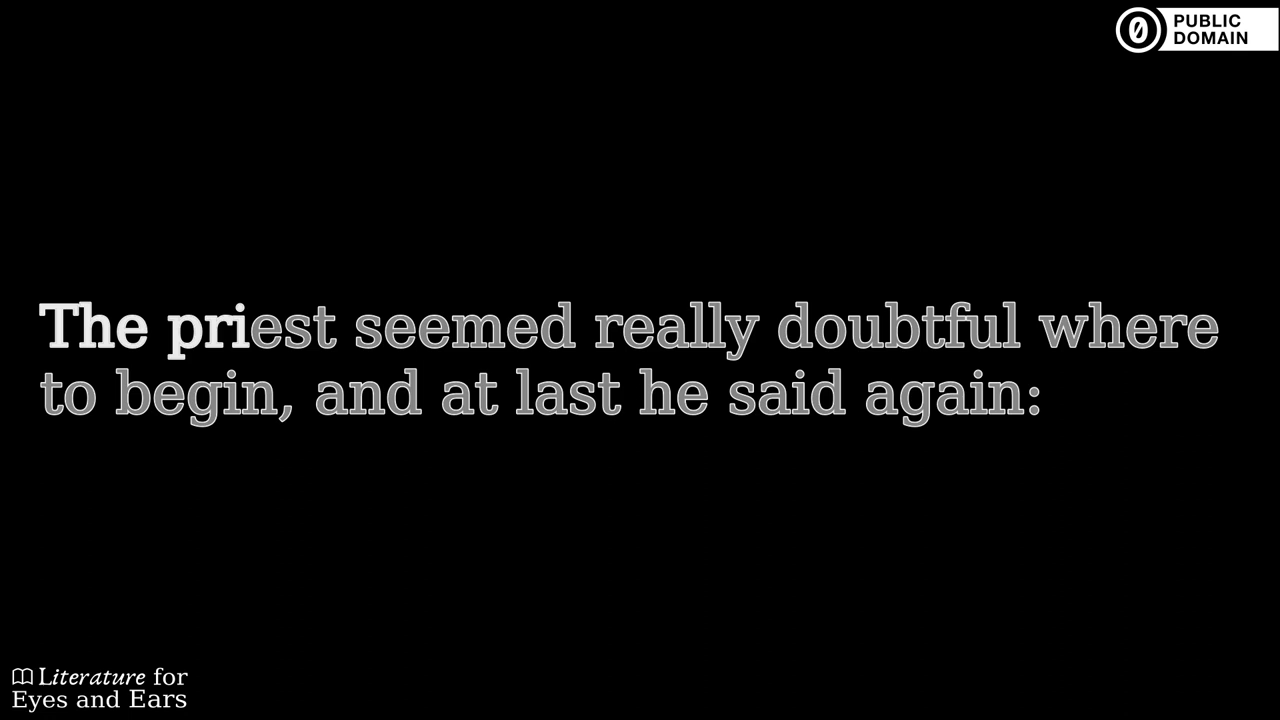 PUBLIC
DOMAIN
The priest seemed really doubtful where
to begin, and at last he said again:
Literature for
Eyes and Ears